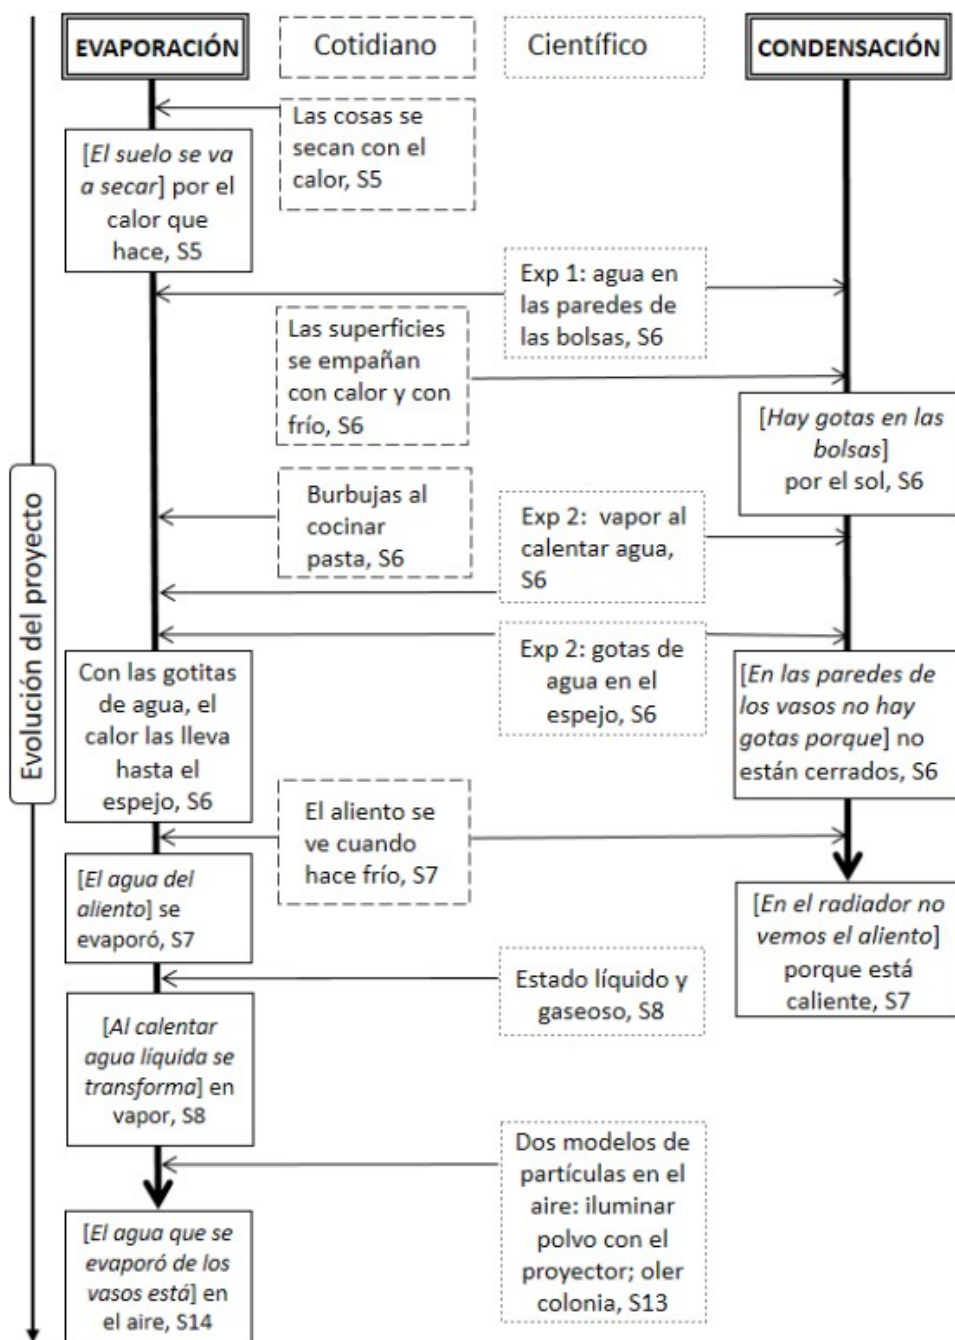 EVAPORACIÓN
Cotidiano
Científico
CONDENSACIÓN
Las cosas se
secan con el
calor, S5
[El suelo se va
a secar] por el
calor que
hace, S5
Exp 1: agua en
las paredes de
las bolsas, S6
Las superficies
se empañan
con calor y con
frío, S6
[Hay gotas en las
bolsas]
por el sol, S6
Burbujas al
cocinar
pasta, S6
Exp 2: vapor al
calentar agua,
S6
Evolución del proyecto
Exp 2: gotas de
agua en el
espejo, S6
Con las gotitas
de agua, el
calor las lleva
hasta el
espejo, S6
[En las paredes de
los vasos no hay
gotas porque] no
están cerrados, S6
El aliento se
ve cuando
hace frío, S7
[El agua del
aliento] se
evaporó, S7
[En el radiador no
vemos el aliento]
porque está
caliente, S7
Estado líquido y
gaseoso, S8
[Al calentar
agua líquida se
transforma] en
vapor, S8
Dos modelos de
partículas en el
aire: iluminar
polvo con el
proyector; oler
colonia, S13
[El agua que se
evaporó de los
vasos está] en
el aire, S14